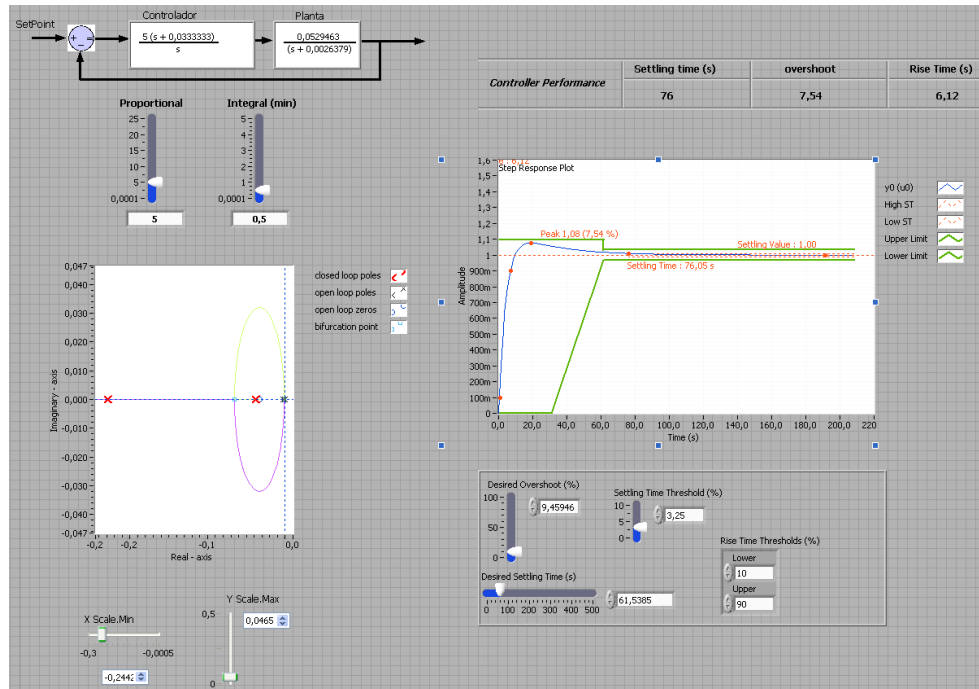 SetPoint
Controlador
Planta
5 (s + 0,0333333)
s
0,0529463
(s + 0,0026379)
Controller Performance
Settling time (s)
overshoot
Rise Time (s)
76
7,54
6,12
Proportional
Integral (min)
25
20
15
10
5
0,0001
5
4
3
2
1
0,0001
5
0,5
Step Response Plot
1,6
1,5
1,4
1,3
1,2
1,1
1
900m
800m
700m
600m
500m
400m
300m
200m
100m
0
Amplitude
Peak 1,08 (7,54 %)
Settling Value : 1.00
Settling Time : 76,05 s
0,0 20,0 40,0 60,0 80,0 100,0 120,0 140,0 160,0 180,0 200,0 220
Time (s)
y0 (u0)
High ST
Low ST
Upper Limit
Lower Limit
0,047
0,040
0,030
0,020
0,010
0,000
-0,010
-0,020
-0,030
-0,040
-0,047
Imaginary - axis
-0,2 -0,2 -0,1 0,0
Real - axis
closed loop poles
open loop poles
open loop zeros
bifurcation point
Desired Overshoot (%)
100
50
0
9,45946
Settling Time Threshold (%)
10
5
0
3,25
Rise Time Thresholds (%)
Lower
10
Upper
90
Desired Settling Time (s)
0 100 200 300 400 500
61,5385
X Scale.Min
-0,3 -0,0005
-0,2442
Y Scale.Max
0,5
0
0,0465